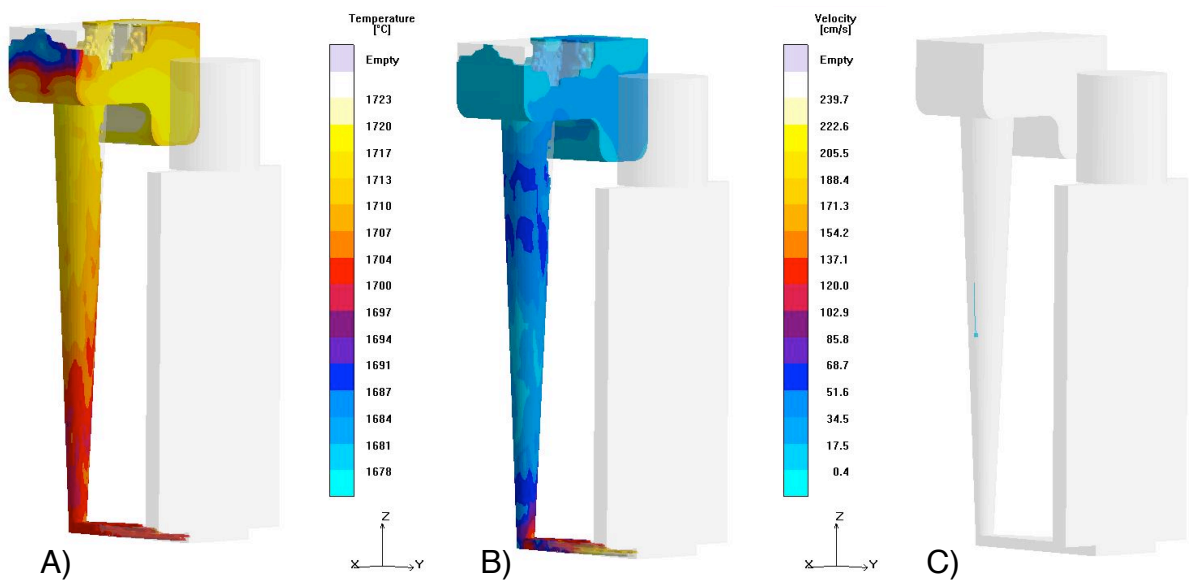 Temperature
[°C]
Empty
1723
1720
1717
1713
1710
1707
1704
1700
1697
1694
1691
1687
1684
1681
1678
Z
X
Y
A)
Velocity
[cm/s]
Empty
239.7
222.6
205.5
188.4
171.3
154.2
137.1
120.0
102.9
85.8
68.7
51.6
34.5
17.5
0.4
Z
X
Y
B)
C)